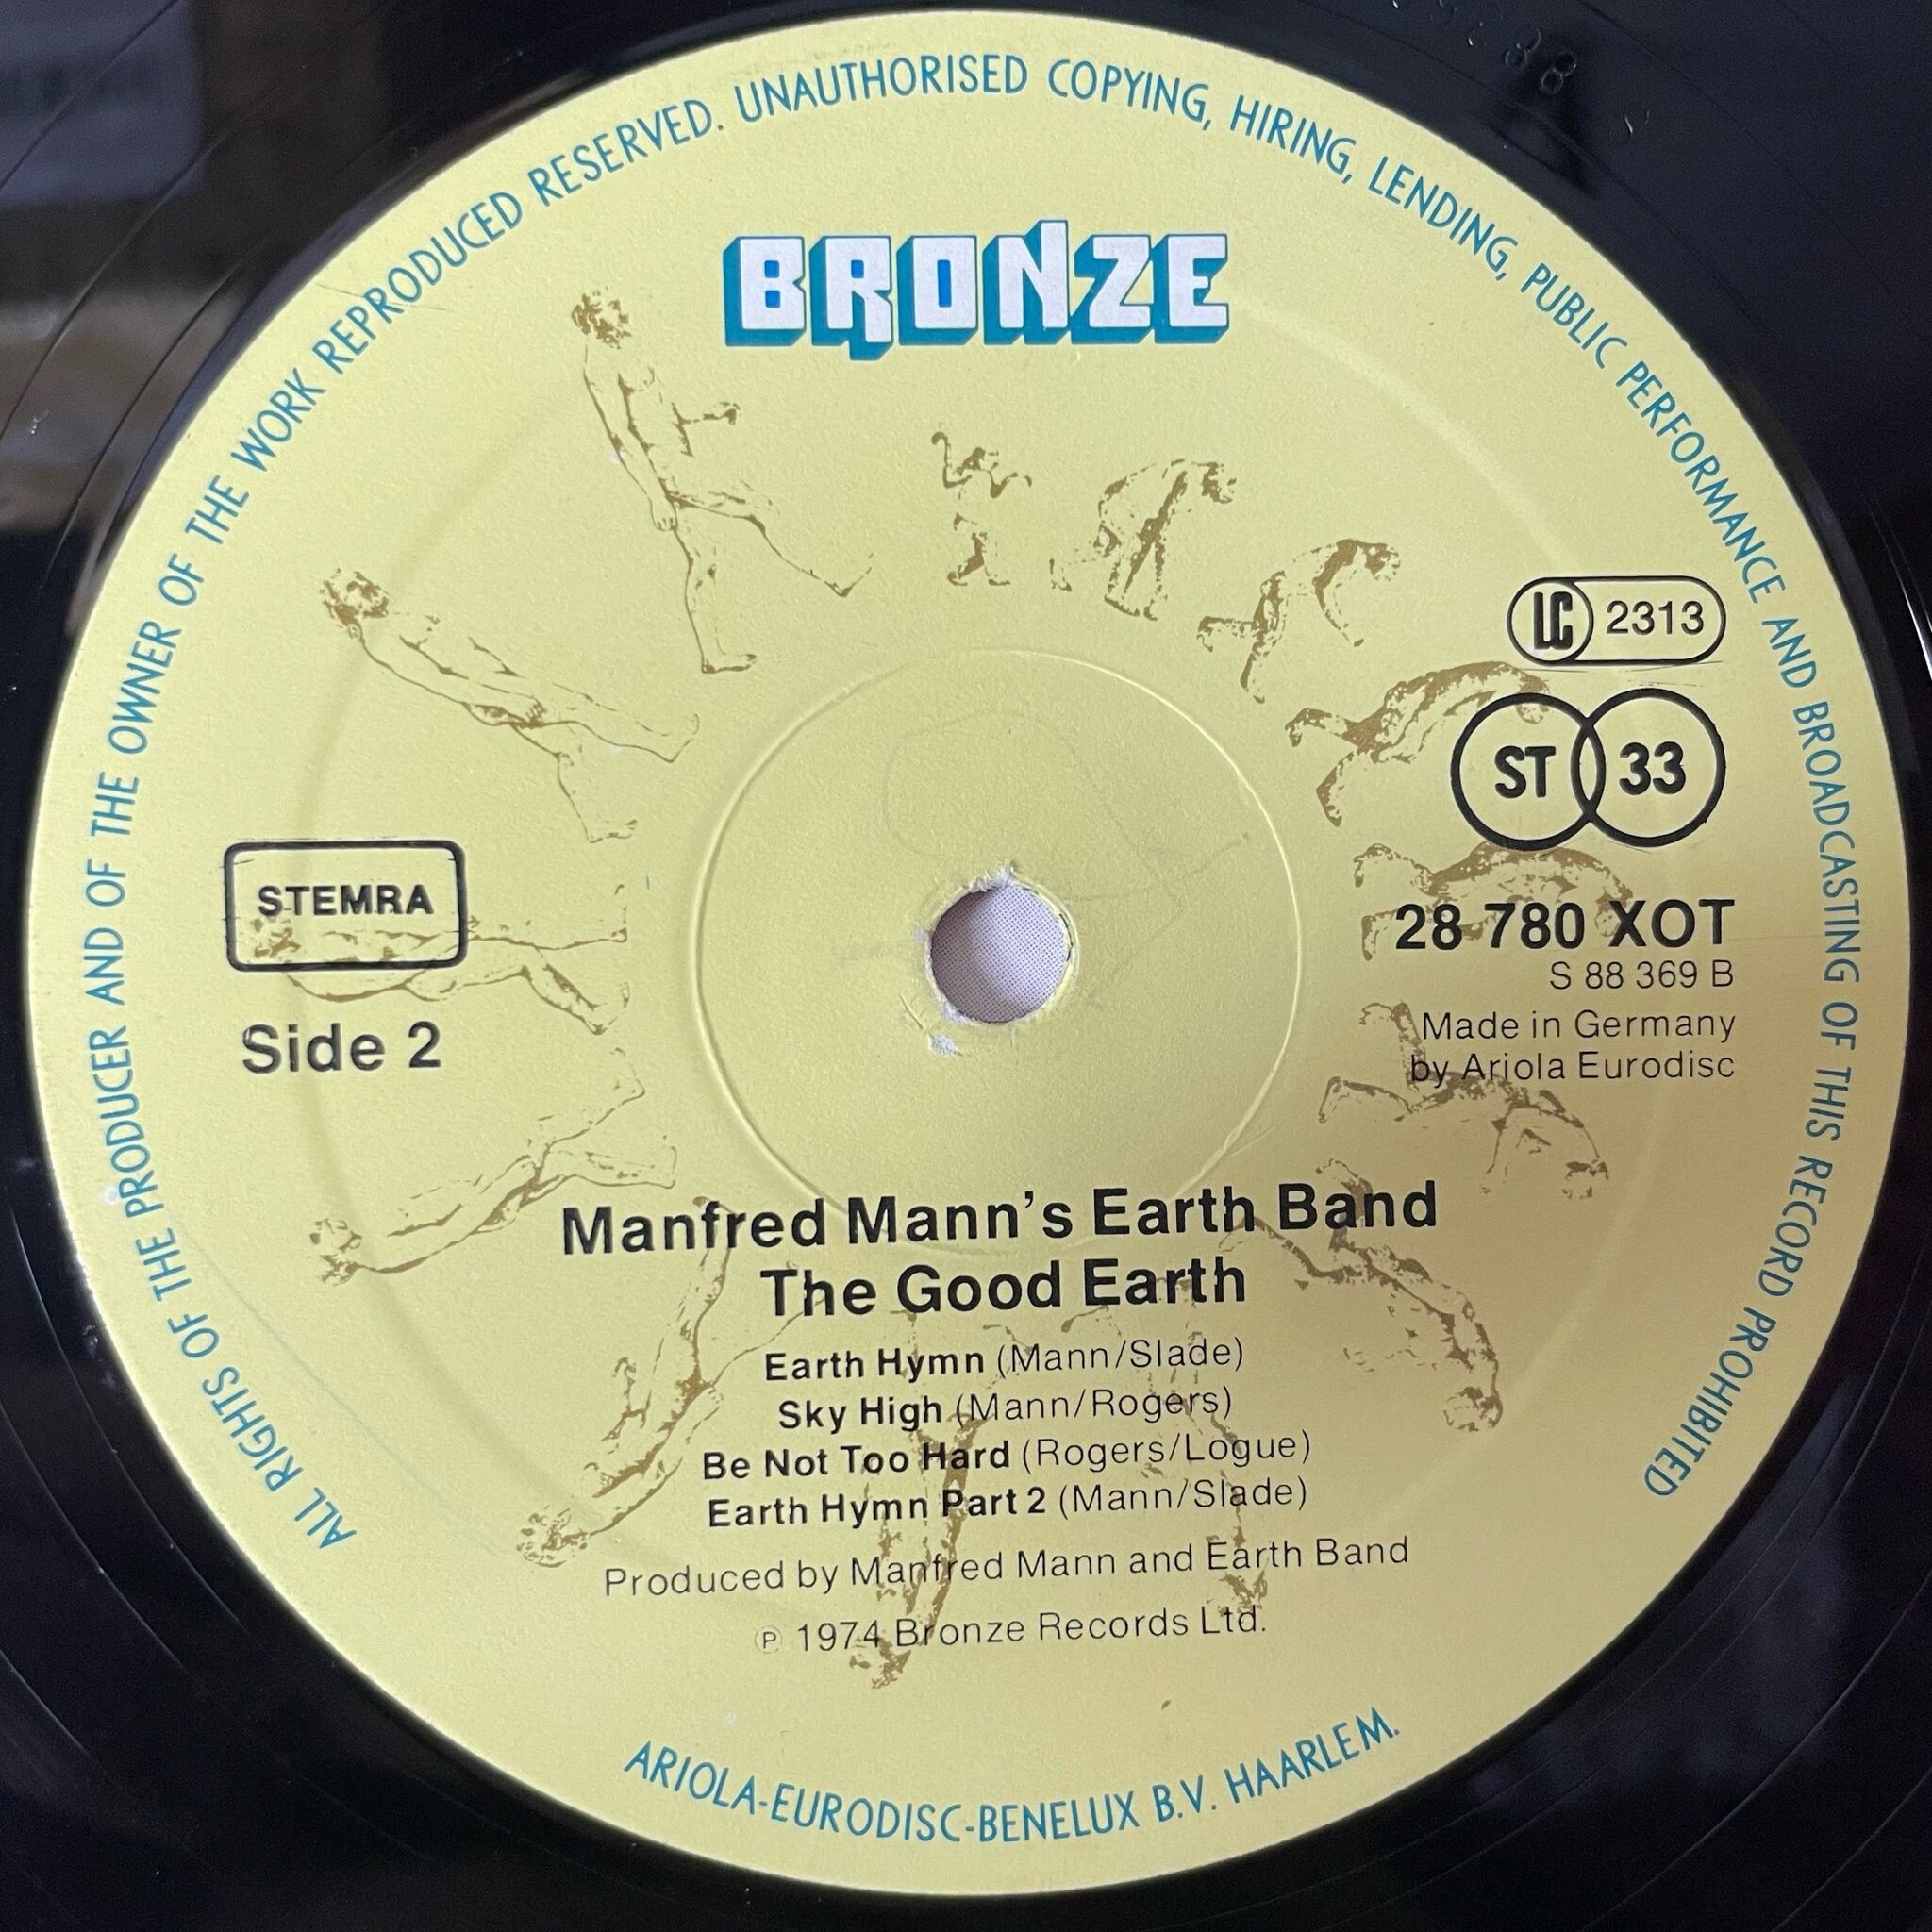 ALL RIGHTS OF THE PRODUCER AND OF THE OWNER OF THE WORK REPRODUCED RESERVED. UNAUTHORISED COPYING, HIRING, LENDING, PUBLIC PERFORMANCE AND BROADCASTING OF THIS RECORD PROHIBITED
BRONZE
LC 2313
ST 33
STEMRA
Side 2
28 780 XOT
S 88 369 B
Made in Germany
by Ariola Eurodisc
Manfred Mann's Earth Band
The Good Earth
Earth Hymn (Mann/Slade)
Sky High (Mann/Rogers)
Be Not Too Hard (Rogers/Logue)
Earth Hymn Part 2 (Mann/Slade)
Produced by Manfred Mann and Earth Band
℗ 1974 Bronze Records Ltd.
ARIOLA-EURODISC-BENELUX B.V. HAARLEM.